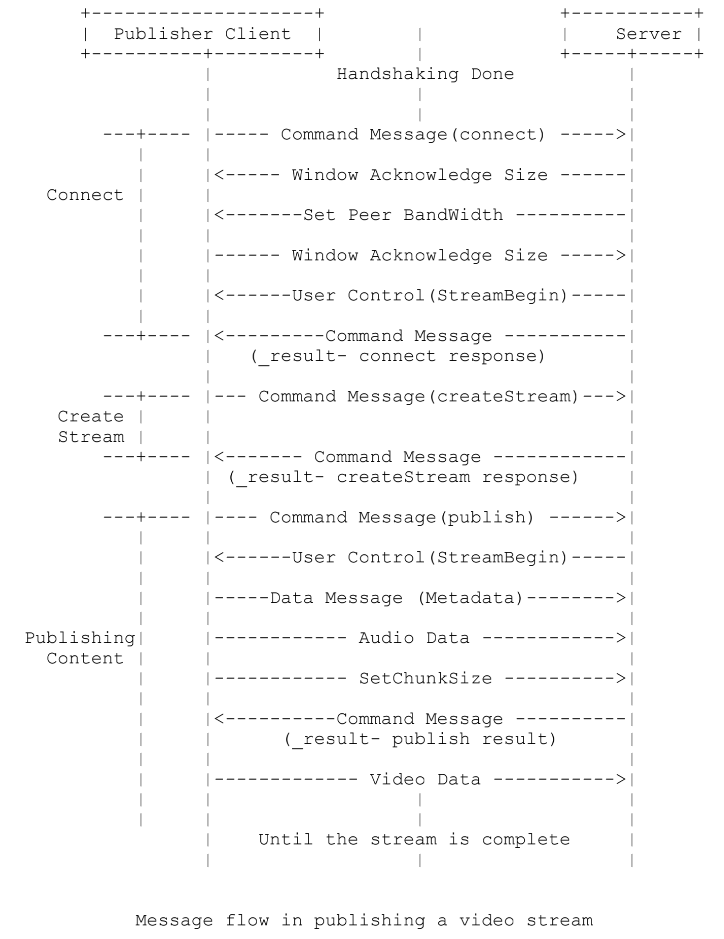 Publisher Client | Server
Handshaking Done
----- Command Message(connect) ----->
<----- Window Acknowledge Size ------
Connect
<-------Set Peer BandWidth ----------
------ Window Acknowledge Size ----->
<------User Control(StreamBegin)-----
<---------Command Message -----------
(_result- connect response)
--- Command Message(createStream)--->
Create
Stream
<------- Command Message ------------
(_result- createStream response)
---- Command Message(publish) ------>
<------User Control(StreamBegin)-----
-----Data Message (Metadata)-------->
Publishing
Content
------------ Audio Data ------------>
------------ SetChunkSize ---------->
<----------Command Message ----------
(_result- publish result)
------------- Video Data ----------->
Until the stream is complete
Message flow in publishing a video stream